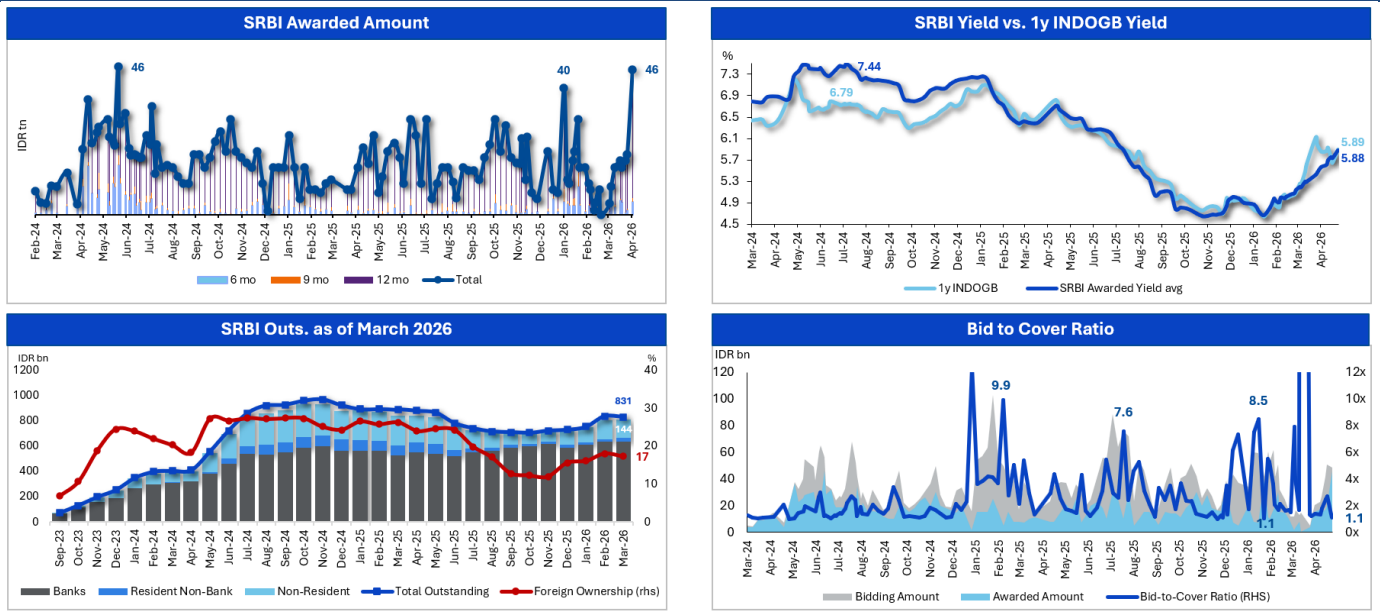 SRBI Awarded Amount
46
40
46
IDR tn
Feb-24 Mar-24 Apr-24 May-24 Jun-24 Jul-24 Aug-24 Sep-24 Oct-24 Nov-24 Dec-24 Jan-25 Feb-25 Mar-25 Apr-25 May-25 Jun-25 Jul-25 Aug-25 Sep-25 Oct-25 Nov-25 Dec-25 Jan-26 Feb-26 Mar-26 Apr-26
6 mo 9 mo 12 mo Total
SRBI Yield vs. 1y INDOGB Yield
%
7.3
6.9
6.5
6.1
5.7
5.3
4.9
4.5
7.44
6.79
5.89
5.88
Mar-24 Apr-24 May-24 Jun-24 Jul-24 Aug-24 Sep-24 Oct-24 Nov-24 Dec-24 Jan-25 Feb-25 Mar-25 Apr-25 May-25 Jun-25 Jul-25 Aug-25 Sep-25 Oct-25 Nov-25 Dec-25 Jan-26 Feb-26 Mar-26 Apr-26
1y INDOGB SRBI Awarded Yield avg
SRBI Outs. as of March 2026
IDR bn %
1200 40
1000
30
800
600 20
400
10
200
0 0
831
144
17
Sep-23 Oct-23 Nov-23 Dec-23 Jan-24 Feb-24 Mar-24 Apr-24 May-24 Jun-24 Jul-24 Aug-24 Sep-24 Oct-24 Nov-24 Dec-24 Jan-25 Feb-25 Mar-25 Apr-25 May-25 Jun-25 Jul-25 Aug-25 Sep-25 Oct-25 Nov-25 Dec-25 Jan-26 Feb-26 Mar-26
Banks Resident Non-Bank Non-Resident Total Outstanding Foreign Ownership (rhs)
Bid to Cover Ratio
IDR bn
120 12x
100 10x
80 8x
60 6x
40 4x
20 2x
0 0x
9.9
7.6
8.5
1.1
1.1
Mar-24 Apr-24 May-24 Jun-24 Jul-24 Aug-24 Sep-24 Oct-24 Nov-24 Dec-24 Jan-25 Feb-25 Mar-25 Apr-25 May-25 Jun-25 Jul-25 Aug-25 Sep-25 Oct-25 Nov-25 Dec-25 Jan-26 Feb-26 Mar-26 Apr-26
Bidding Amount Awarded Amount Bid-to-Cover Ratio (RHS)